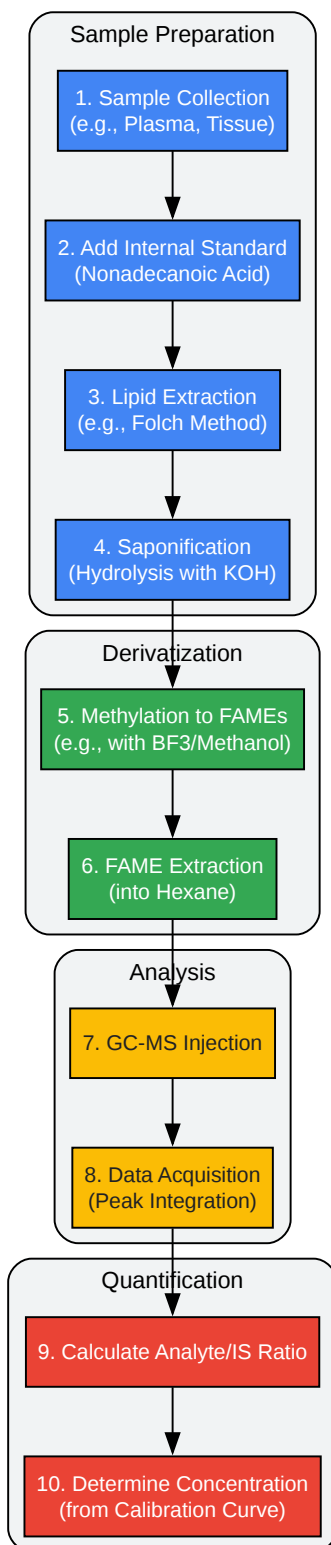 Sample Preparation
1. Sample Collection
(e.g., Plasma, Tissue)
2. Add Internal Standard
(Nonadecanoic Acid)
3. Lipid Extraction
(e.g., Folch Method)
4. Saponification
(Hydrolysis with KOH)
Derivatization
5. Methylation to FAMEs
(e.g., with BF3/Methanol)
6. FAME Extraction
(into Hexane)
Analysis
7. GC-MS Injection
8. Data Acquisition
(Peak Integration)
Quantification
9. Calculate Analyte/IS Ratio
10. Determine Concentration
(from Calibration Curve)